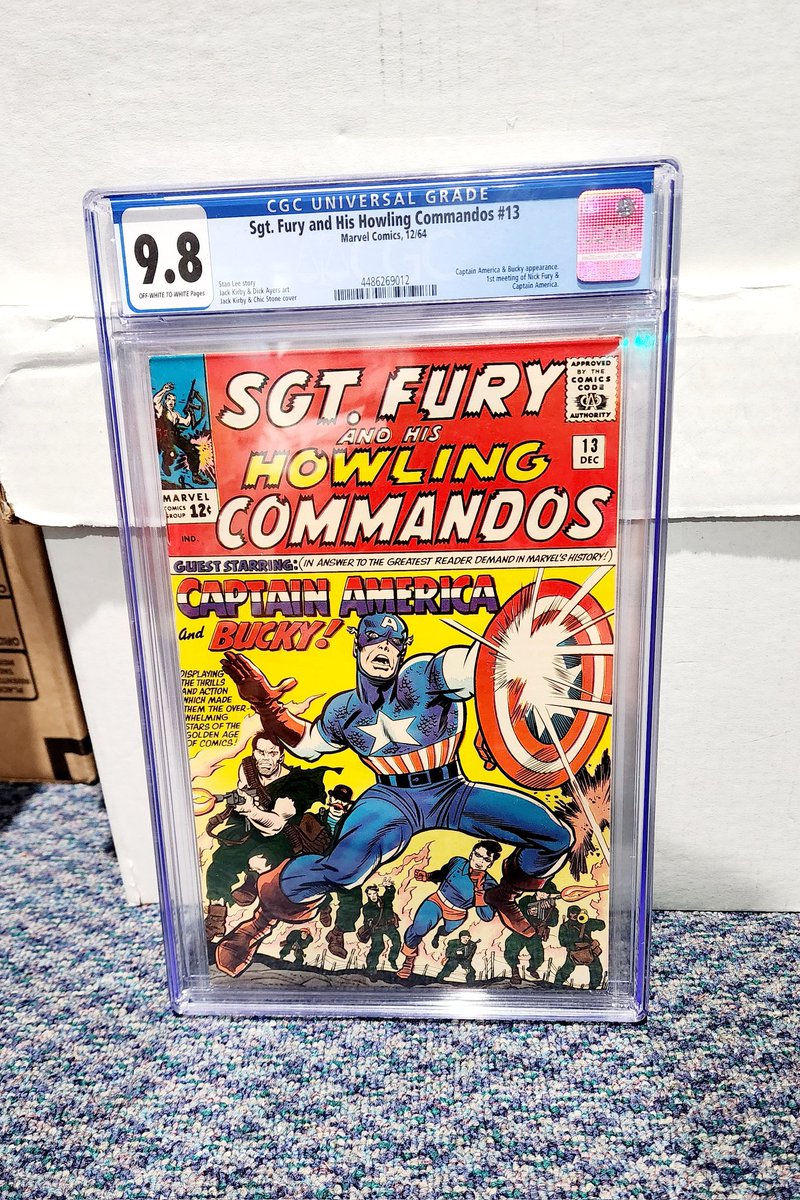 CGC UNIVERSAL GRADE
9.8
OFF-WHITE TO WHITE Pages
Sgt. Fury and His Howling Commandos #13
Marvel Comics, 12/64
Stan Lee story
Jack Kirby & Dick Ayers art
Jack Kirby & Chic Stone cover
4486269012
Captain America & Bucky appearance.
1st meeting of Nick Fury &
Captain America.
SGT. FURY
AND HIS
HOWLING
COMMANDOS
APPROVED
BY THE
COMICS
CODE
AUTHORITY
13
DEC
MARVEL
COMICS
GROUP
12¢
IND.
GUEST STARRING: (IN ANSWER TO THE GREATEST READER DEMAND IN MARVEL'S HISTORY!)
CAPTAIN AMERICA
and BUCKY!
DISPLAYING
THE THRILLS
AND ACTION
WHICH MADE
THEM THE OVER-
WHELMING
STARS OF THE
GOLDEN AGE
OF COMICS!
A